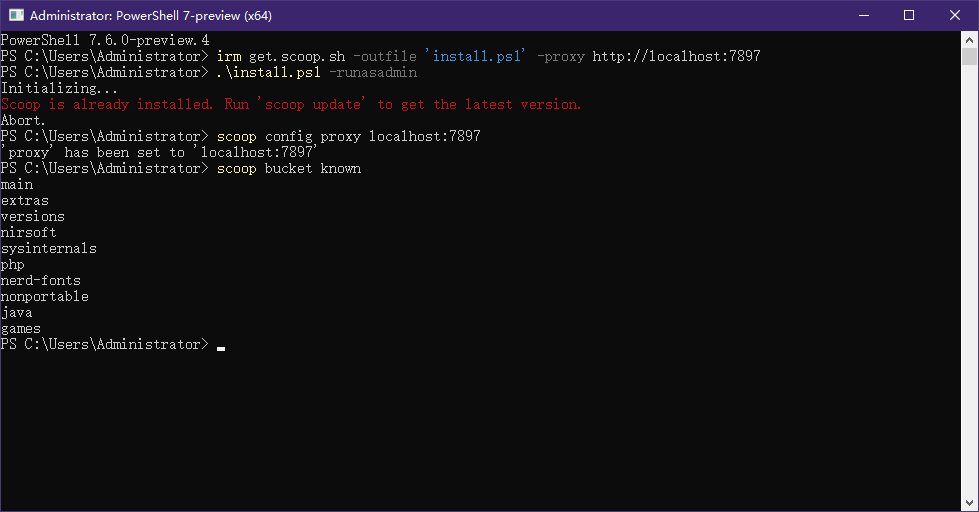 Administrator: PowerShell 7-preview (x64)
PowerShell 7.6.0-preview.4
PS C:\Users\Administrator> irm get.scoop.sh -outfile 'install.ps1' -proxy http://localhost:7897
PS C:\Users\Administrator> .\install.ps1 -runasadmin
Initializing...
Scoop is already installed. Run 'scoop update' to get the latest version.
Abort.
PS C:\Users\Administrator> scoop config proxy localhost:7897
'proxy' has been set to 'localhost:7897'
PS C:\Users\Administrator> scoop bucket known
main
extras
versions
nirsoft
sysinternals
php
nerd-fonts
nonportable
java
games
PS C:\Users\Administrator>